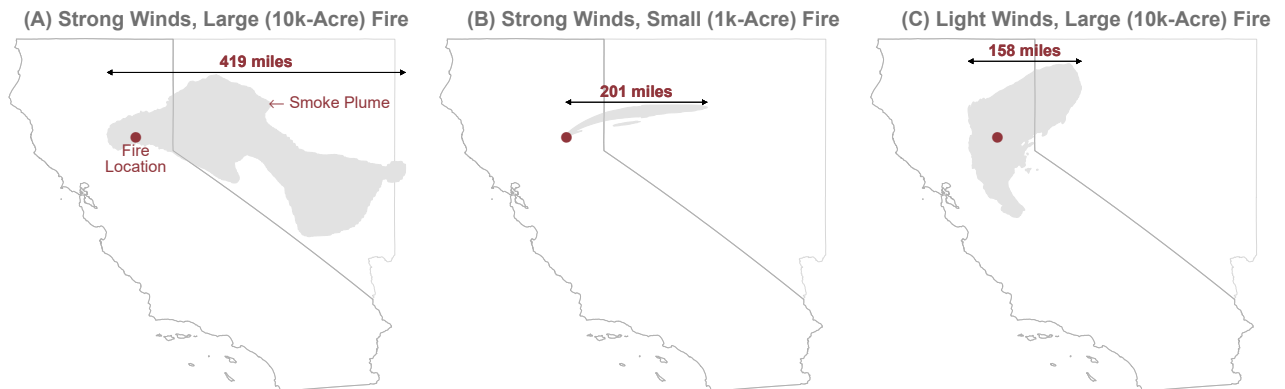 (A) Strong Winds, Large (10k-Acre) Fire
419 miles
← Smoke Plume
Fire
Location
(B) Strong Winds, Small (1k-Acre) Fire
201 miles
(C) Light Winds, Large (10k-Acre) Fire
158 miles